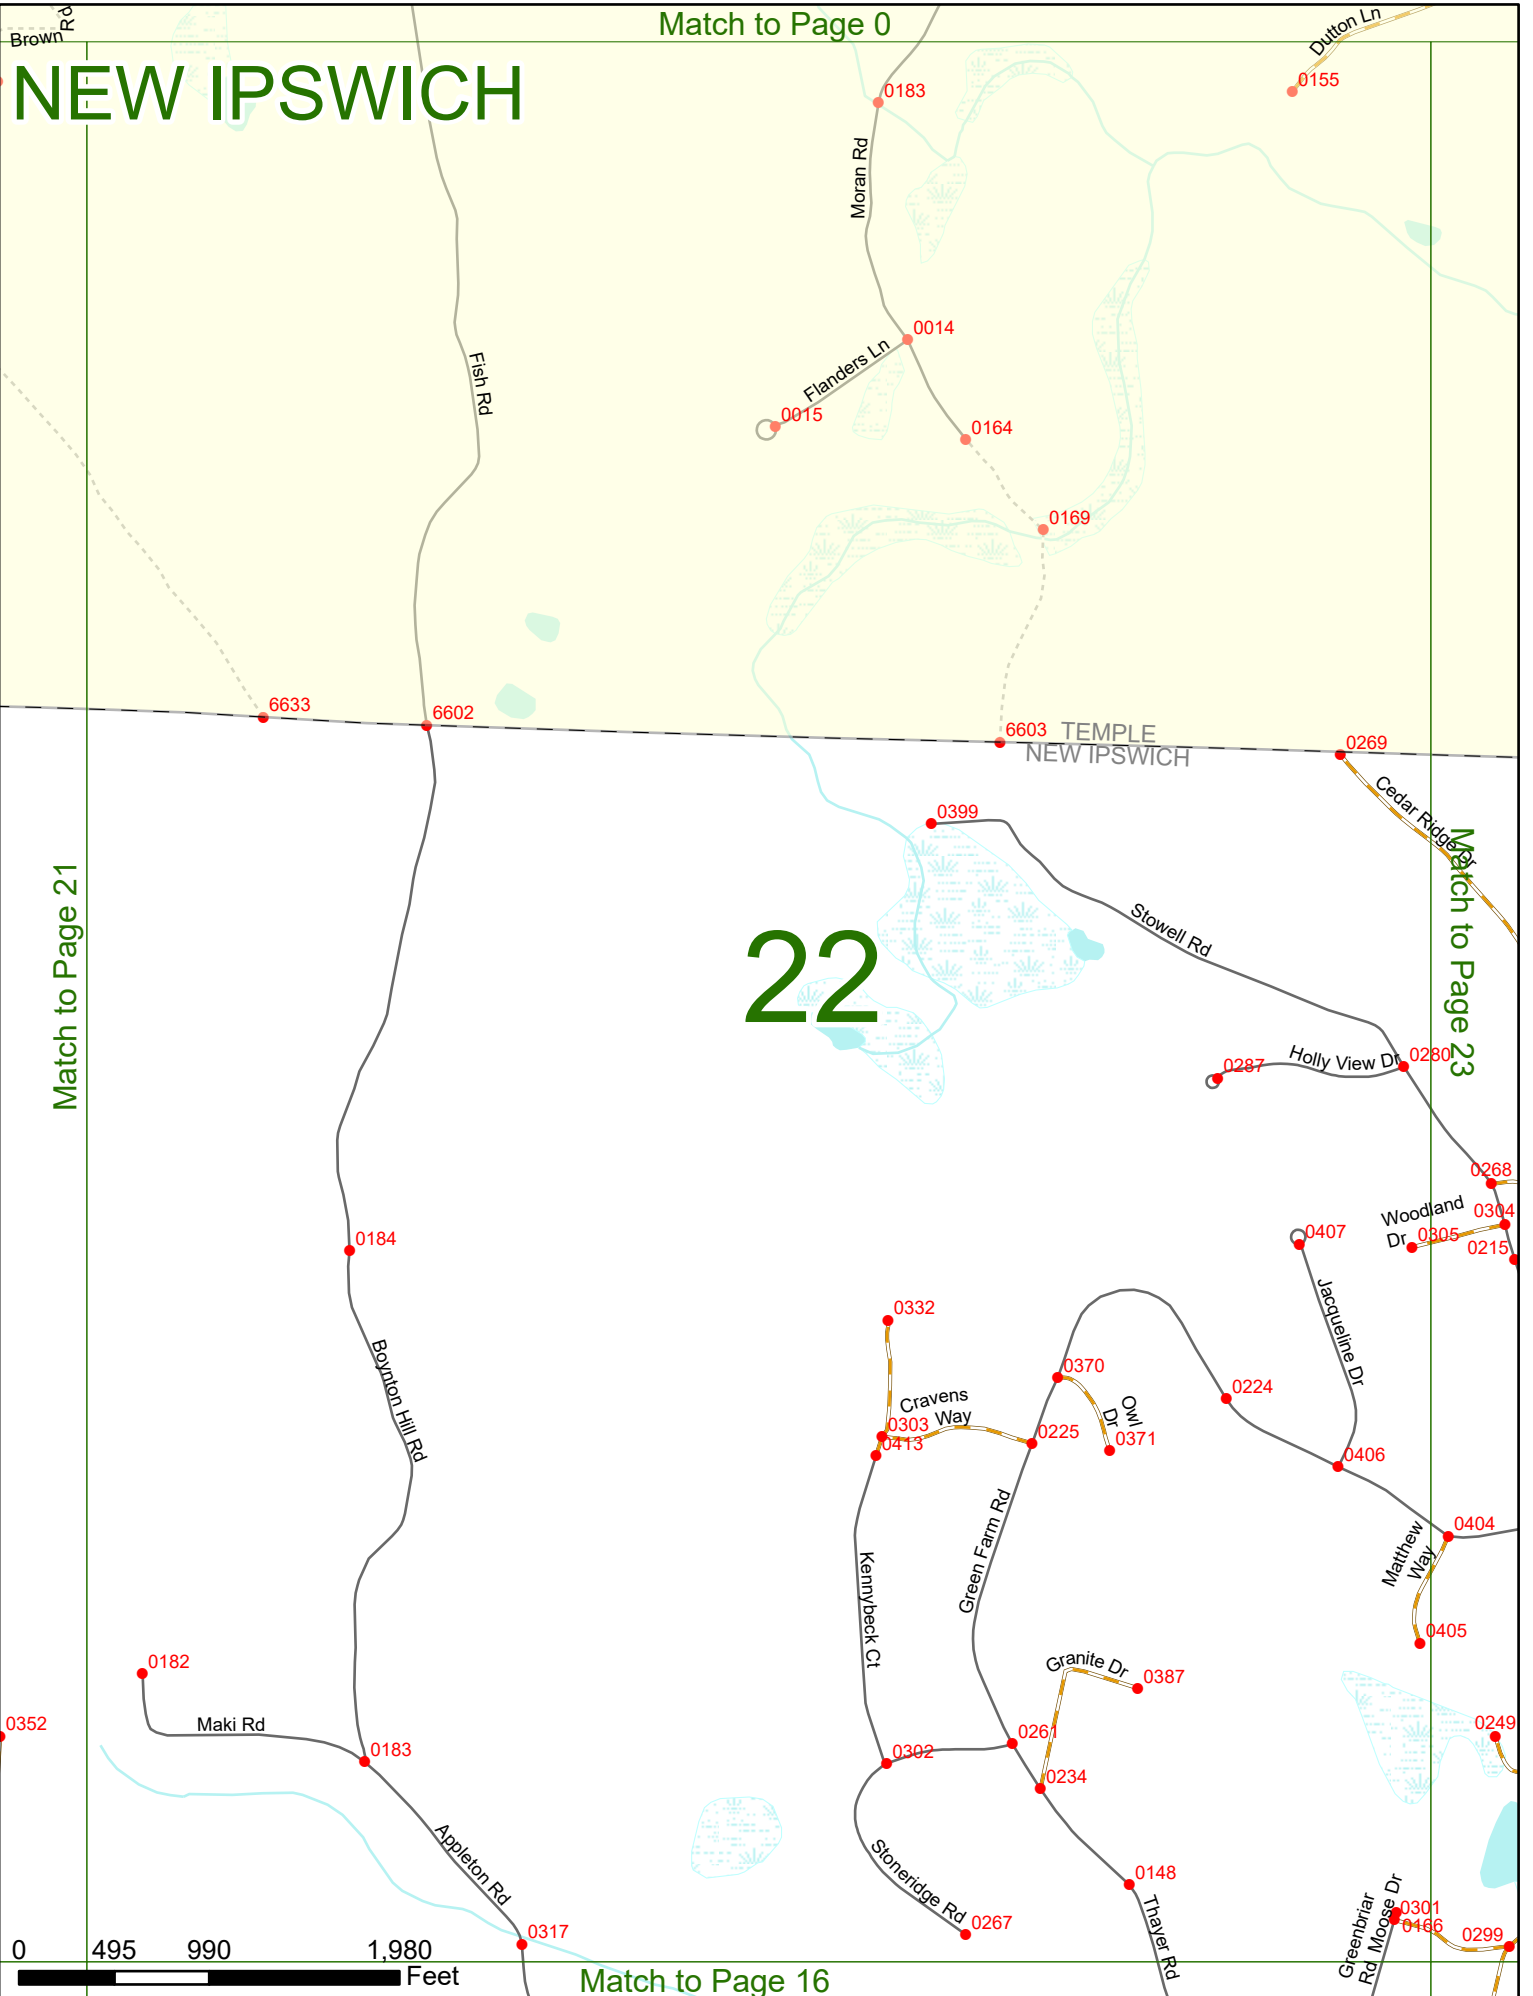 Match to Page 0
Brown Rd
p
NEW IPSWICH
Dutton Ln
0155
0183
Moran Rd
0014
Flanders Ln
0015
0164
Fish Rd
0169
6633
6602
6603
TEMPLE
NEW IPSWICH
0269
Cedar Ridge Dr
0399
Match to Page 21
Match to Page 23
22
Stowell Rd
0287
Holly View Dr
0280
0268
Woodland
Dr
0304
0305
0215
0184
0407
Jacqueline Dr
0332
Boynton Hill Rd
0370
Cravens
Way
Owl
Dr
0224
0303
0413
0225
0371
0406
Green Farm Rd
0404
Matthew
Way
Kennybeck Ct
0405
0182
Granite Dr
0387
0352
Maki Rd
0249
0183
0302
0261
0234
Appleton Rd
Stoneridge Rd
0148
Thayer Rd
0267
Greenbriar
Rd
Moose Dr
0301
0166
0299
0317
0 495 990 1,980
Feet
Match to Page 16